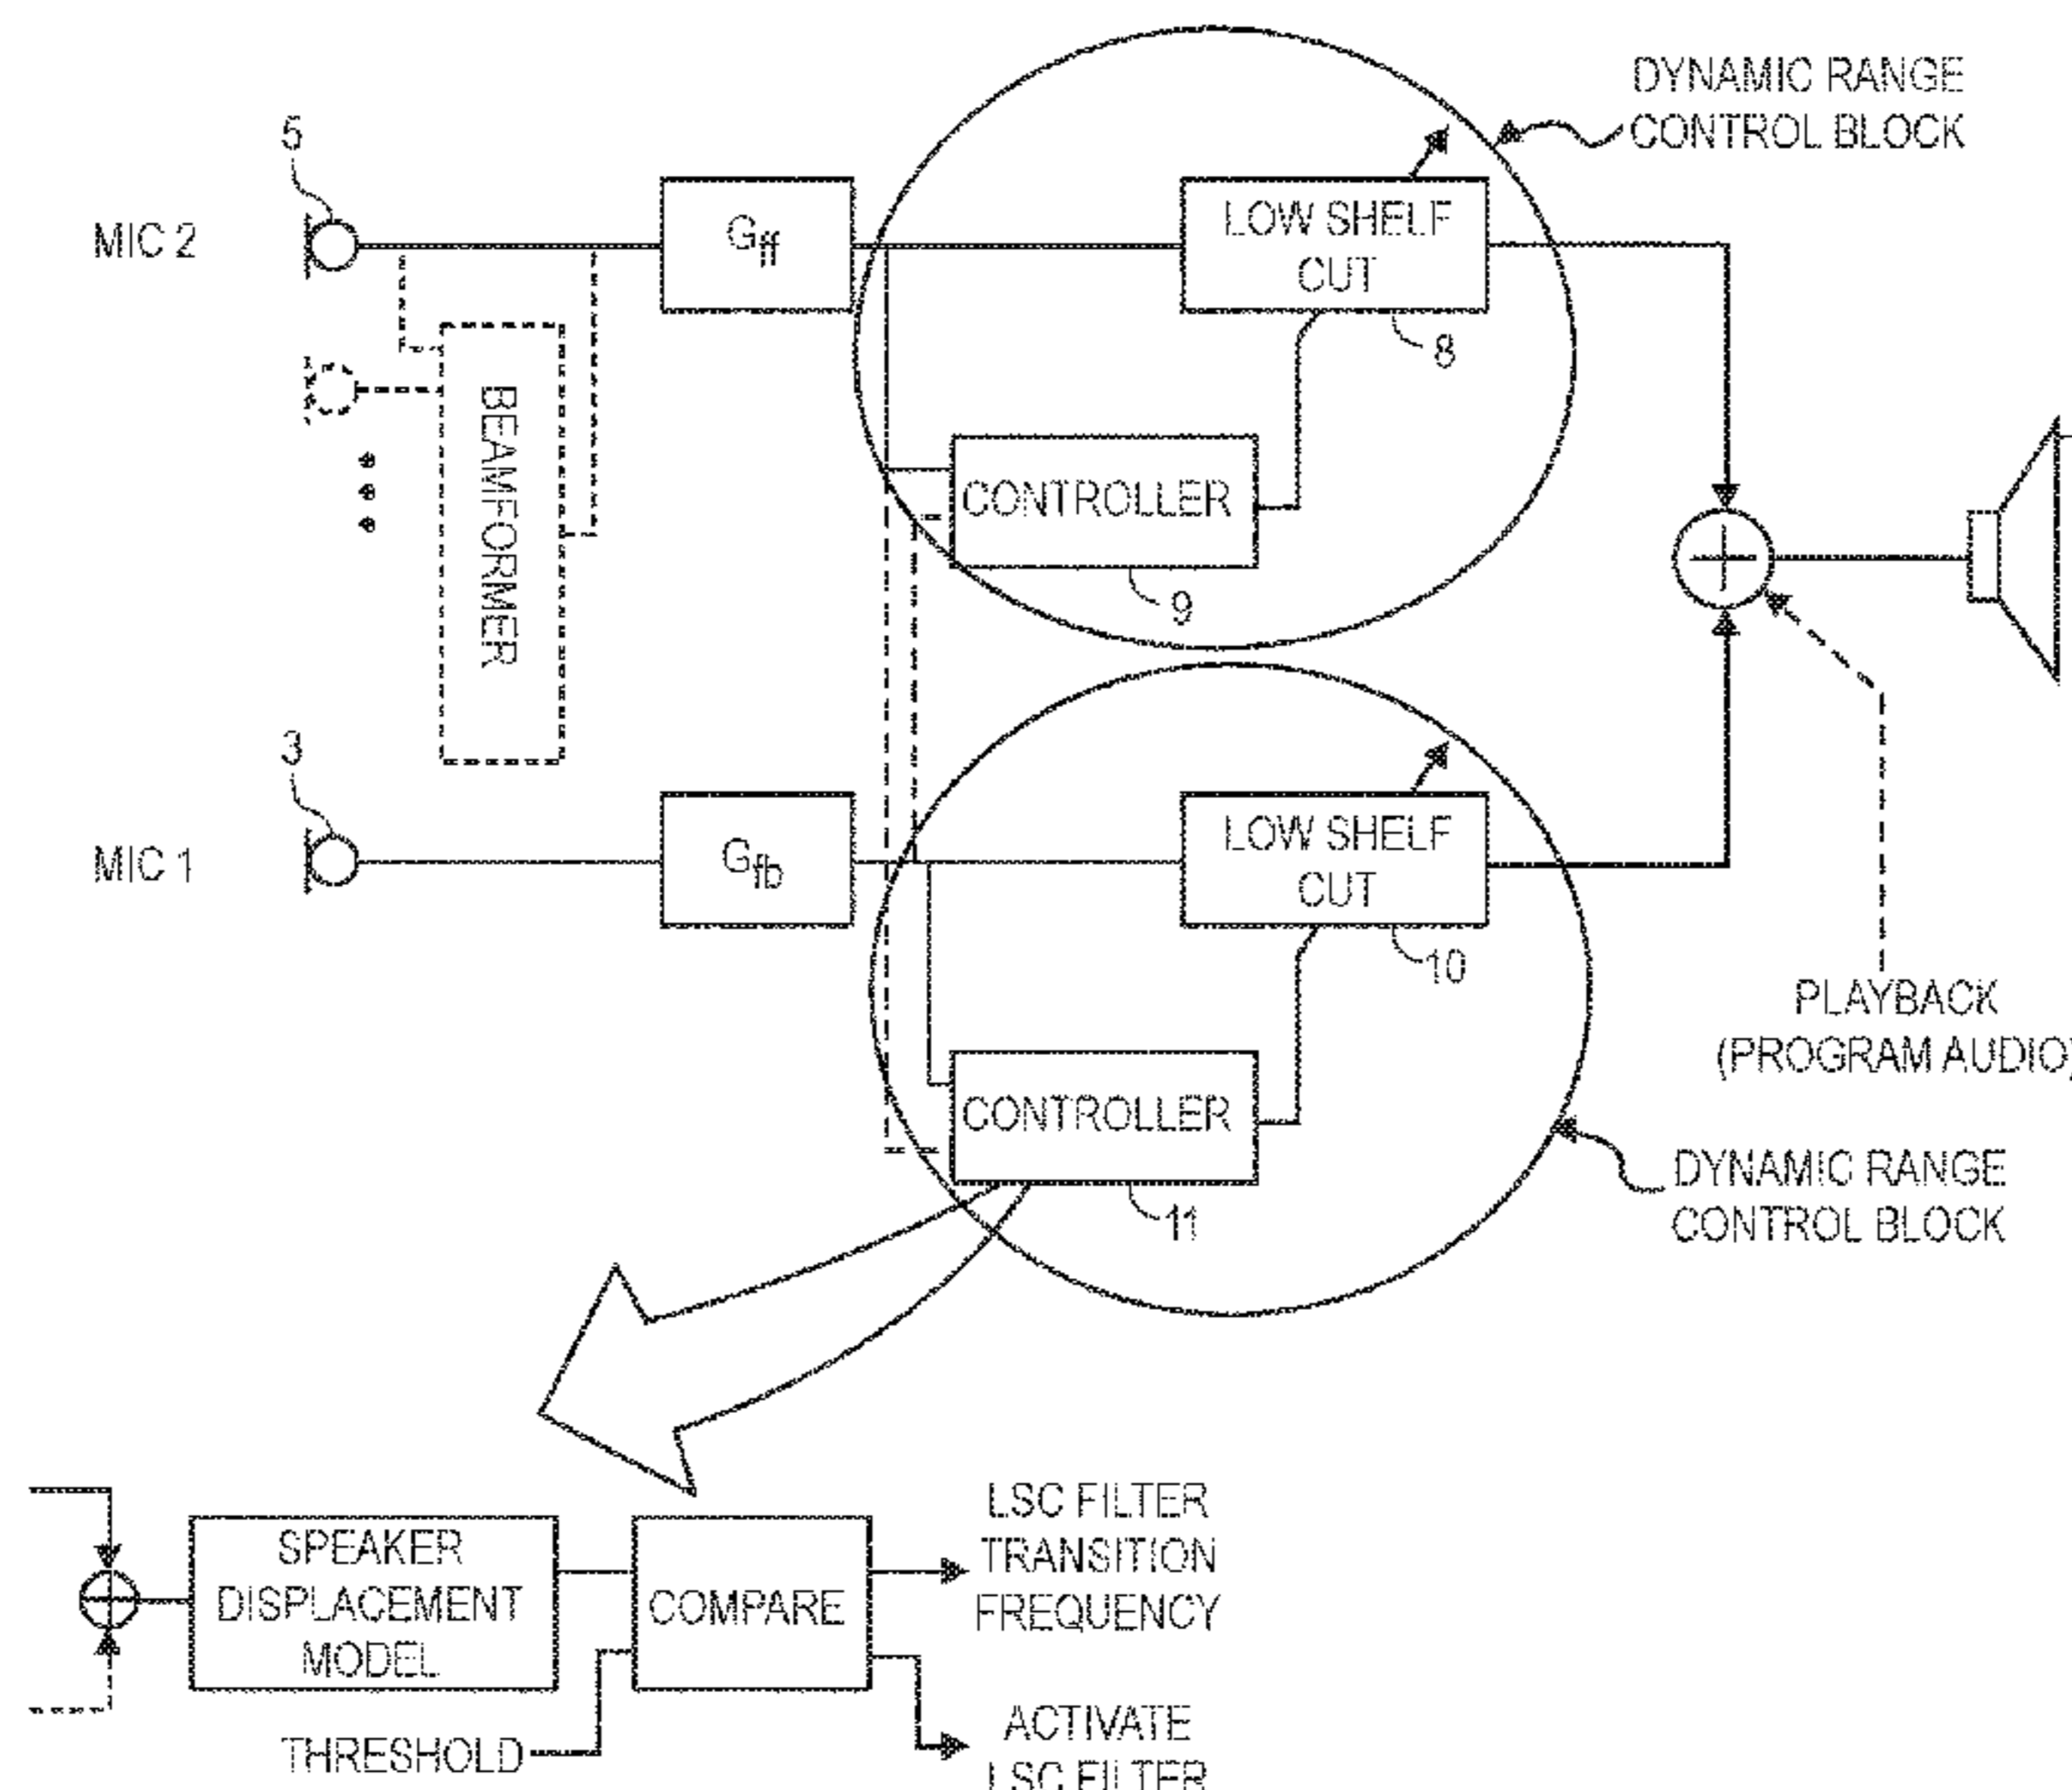 DYNAMIC RANGE
CONTROL BLOCK
5
MIC 2
Gff
LOW SHELF
CUT
8
BEAMFORMER
CONTROLLER
9
3
MIC 1
Gfb
LOW SHELF
CUT
10
PLAYBACK
(PROGRAM AUDIO)
CONTROLLER
11
DYNAMIC RANGE
CONTROL BLOCK
SPEAKER
DISPLACEMENT
MODEL
COMPARE
LSC FILTER
TRANSITION
FREQUENCY
THRESHOLD
ACTIVATE
LSC FILTER